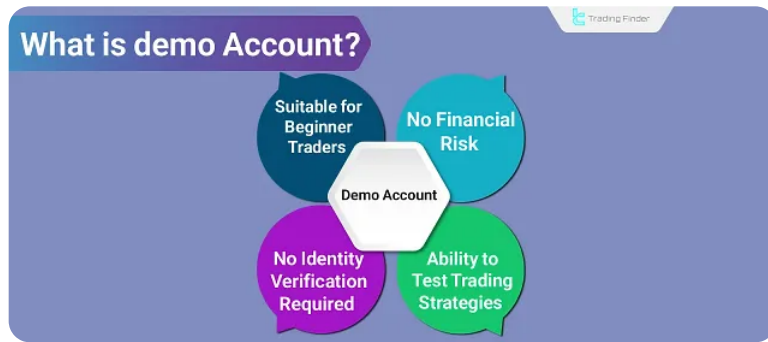 What is demo Account?
Trading Finder
Suitable for
Beginner
Traders
No Financial
Risk
Demo Account
No Identity
Verification
Required
Ability to
Test Trading
Strategies